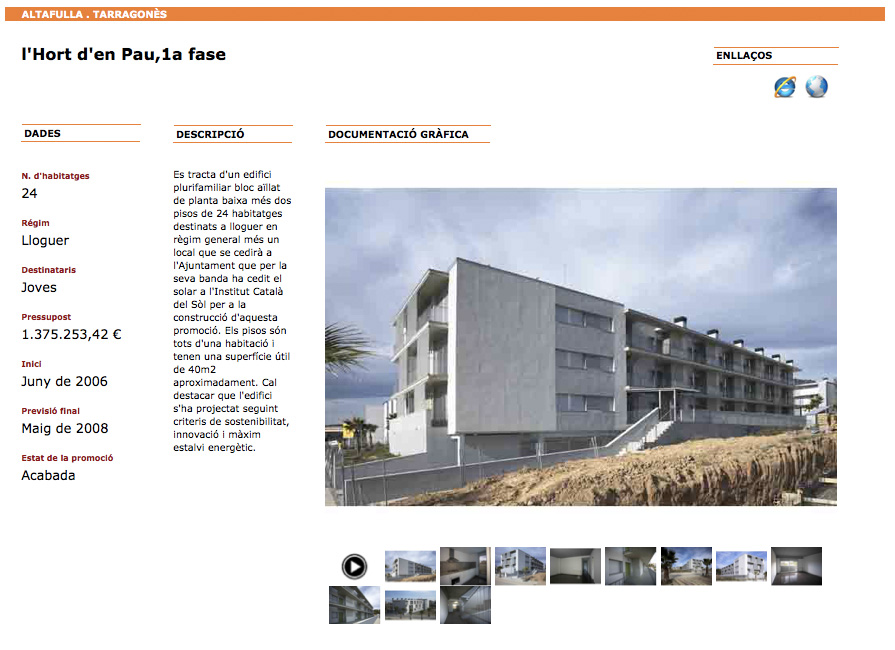 ALTAFULLA . TARRAGONÈS
l'Hort d'en Pau,1a fase
ENLLAÇOS
DADES
N. d'habitatges
24
Régim
Lloguer
Destinataris
Joves
Pressupost
1.375.253,42 €
Inici
Juny de 2006
Previsió final
Maig de 2008
Estat de la promoció
Acabada
DESCRIPCIÓ
Es tracta d'un edifici
plurifamiliar bloc aïllat
de planta baixa més dos
pisos de 24 habitatges
destinats a lloguer en
règim general més un
local que se cedirà a
l'Ajuntament que per la
seva banda ha cedit el
solar a l'Institut Català
del Sòl per a la
construcció d'aquesta
promoció. Els pisos són
tots d'una habitació i
tenen una superfície útil
de 40m2
aproximadament. Cal
destacar que l'edifici
s'ha projectat seguint
criteris de sostenibilitat,
innovació i màxim
estalvi energètic.
DOCUMENTACIÓ GRÀFICA